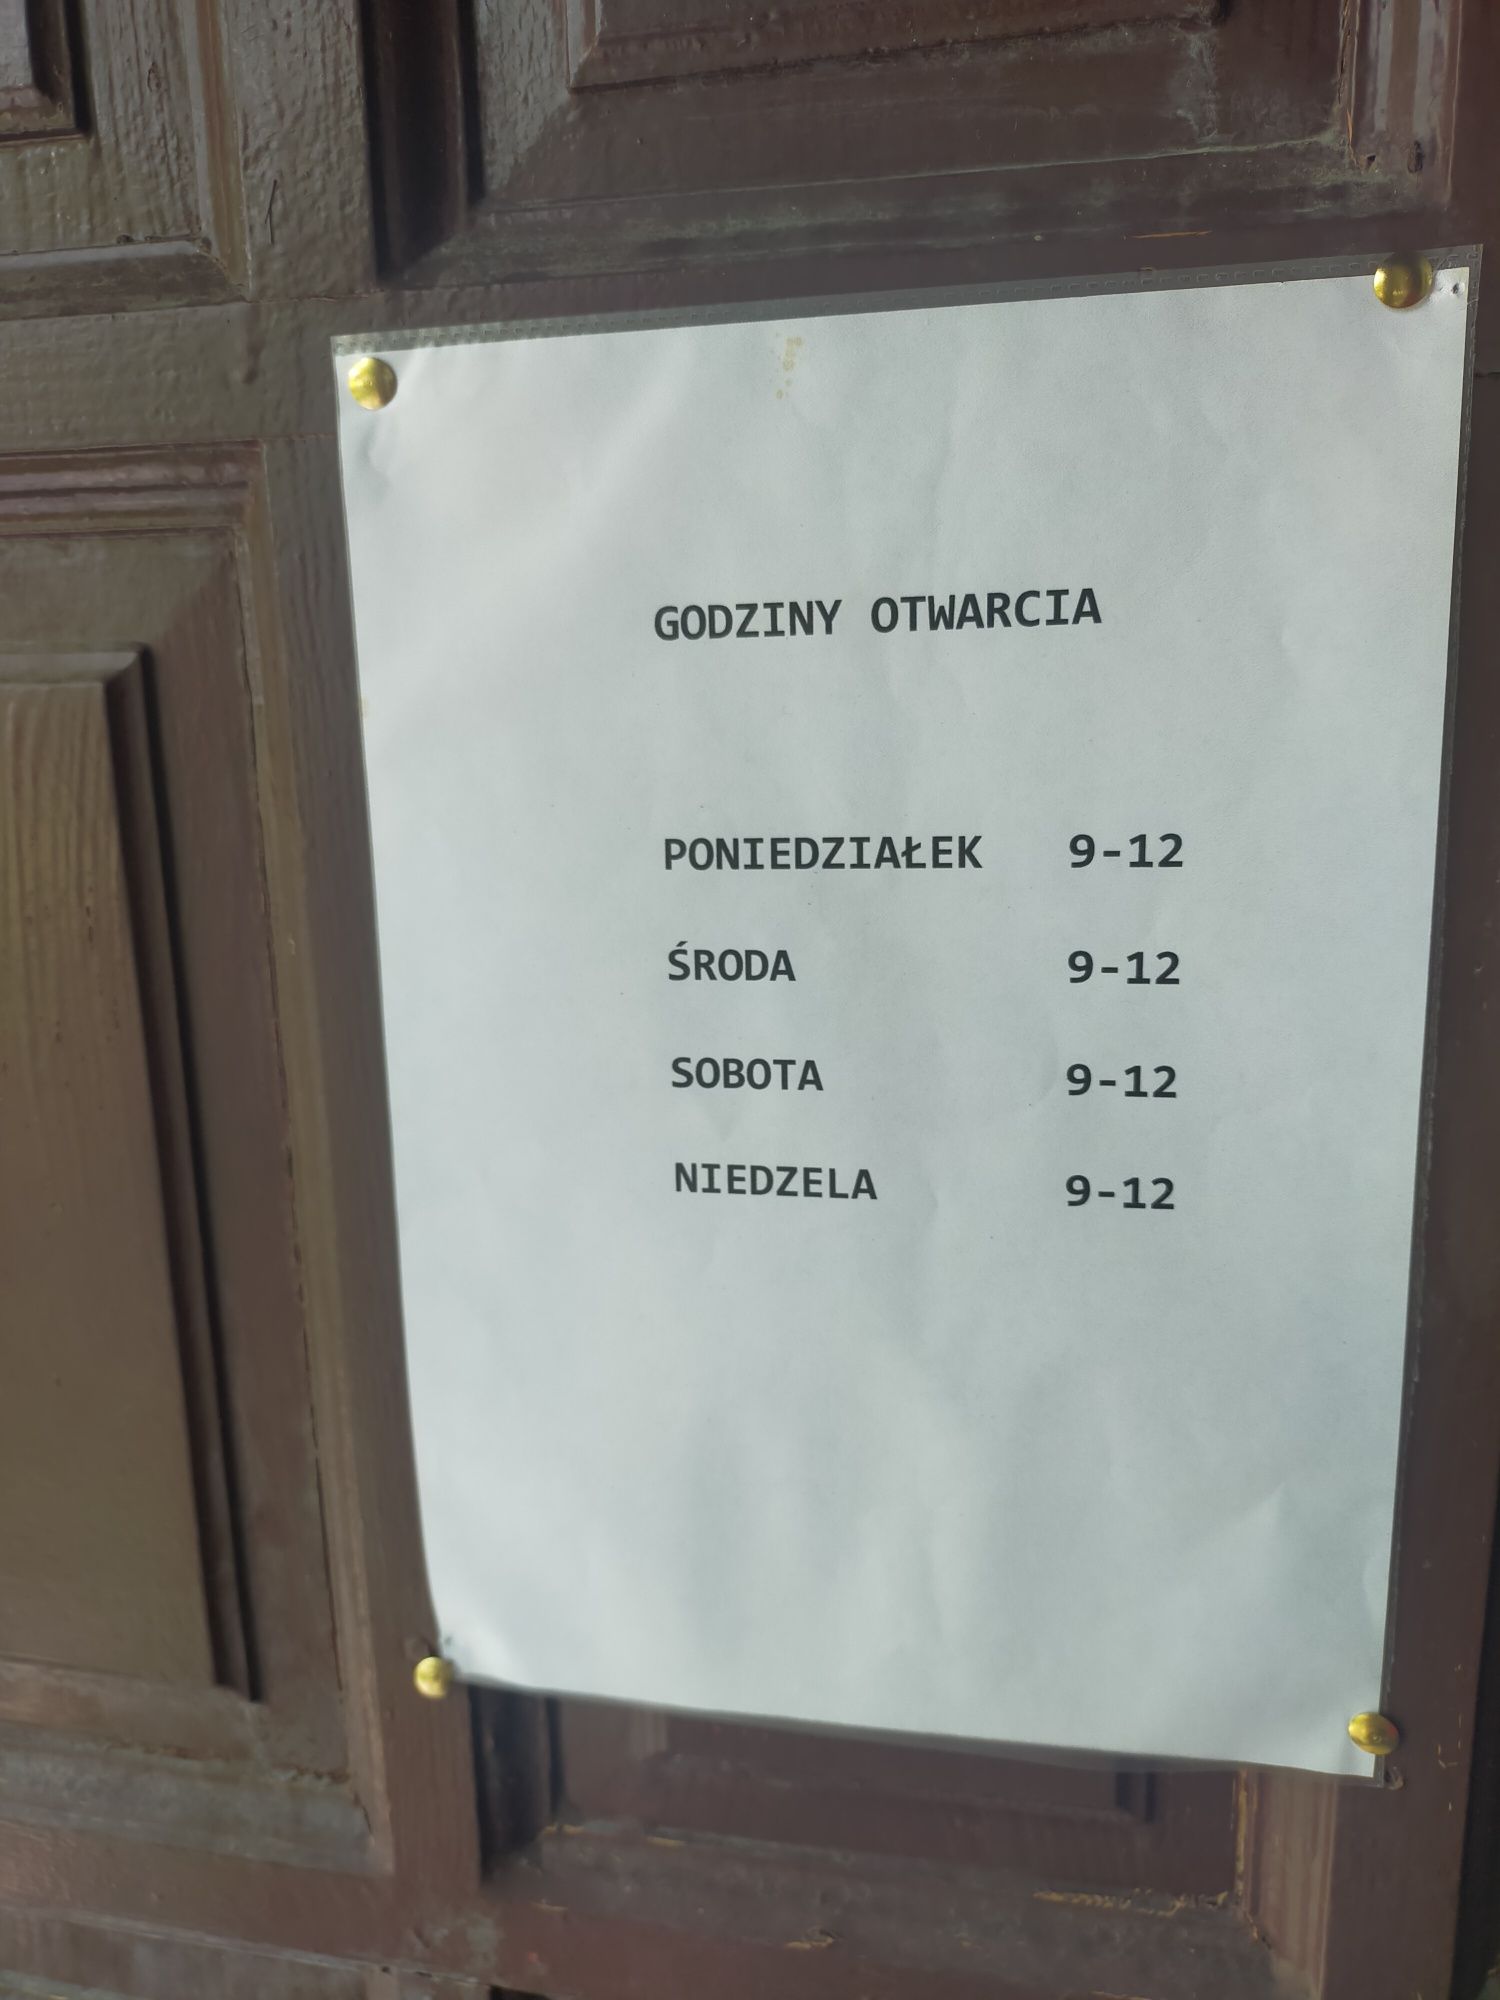 GODZINY OTWARCIA
PONIEDZIAŁEK 9-12
ŚRODA 9-12
SOBOTA 9-12
NIEDZELA 9-12